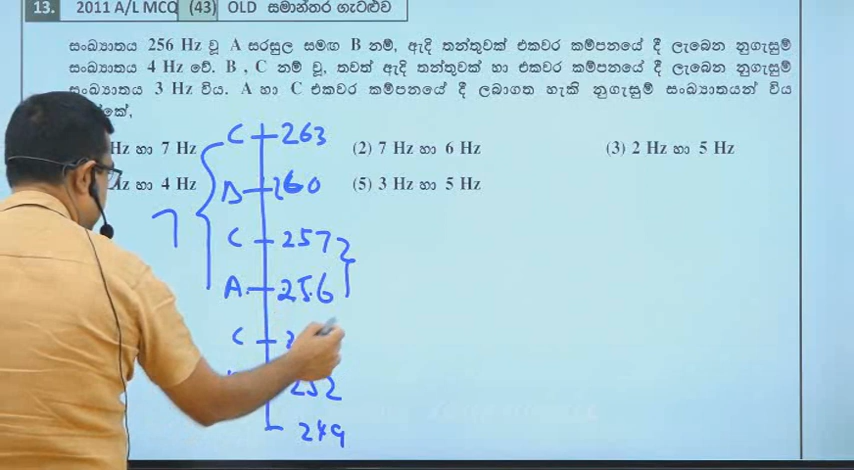 13. 2011 A/L MCQ (43) OLD සමාන්තර ගැටළුව
සංඛ්‍යාතය 256 Hz වූ A සරසුල සමඟ B නම්, ඇදි තන්තුවක් එකවර කම්පනයේ දී ලැබෙන නුගැසුම්
සංඛ්‍යාතය 4 Hz වේ. B , C නම් වූ, තවත් ඇදි තන්තුවක් හා එකවර කම්පනයේ දී ලැබෙන නුගැසුම්
සංඛ්‍යාතය 3 Hz විය. A හා C එකවර කම්පනයේ දී ලබාගත හැකි නුගැසුම් සංඛ්‍යාතයන් විය
Hz හා 7 Hz (2) 7 Hz හා 6 Hz (3) 2 Hz හා 5 Hz
Hz හා 4 Hz (5) 3 Hz හා 5 Hz
C 263
B 260
7
C 257
A 256
C
252
249